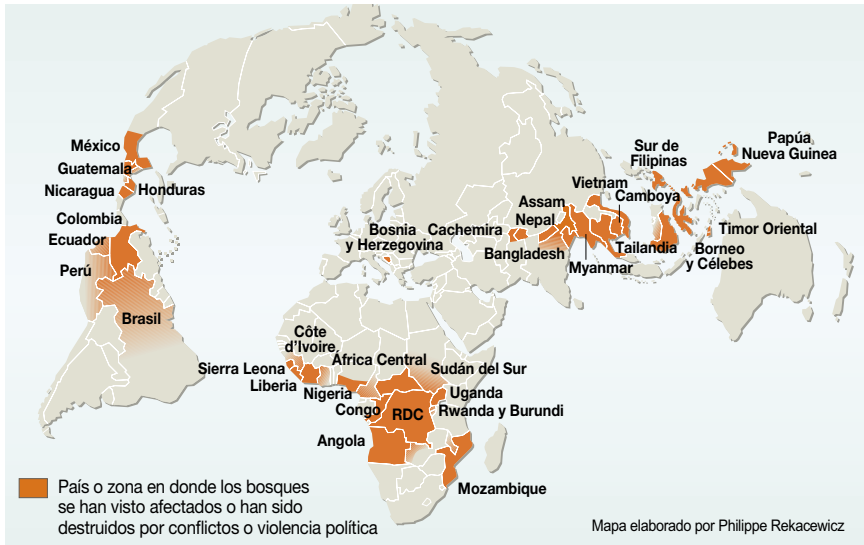 México
Guatemala
Nicaragua
Honduras
Colombia
Ecuador
Perú
Brasil
Bosnia
y Herzegovina
Cachemira
Assam
Nepal
Bangladesh
Myanmar
Vietnam
Camboya
Tailandia
Sur de
Filipinas
Papúa
Nueva Guinea
Timor Oriental
Borneo
y Célebes
Côte
d'Ivoire
Sierra Leona
Liberia
Nigeria
África Central
Sudán del Sur
Uganda
Rwanda y Burundi
Congo
RDC
Angola
Mozambique
País o zona en donde los bosques
se han visto afectados o han sido
destruidos por conflictos o violencia política
Mapa elaborado por Philippe Rekacewicz